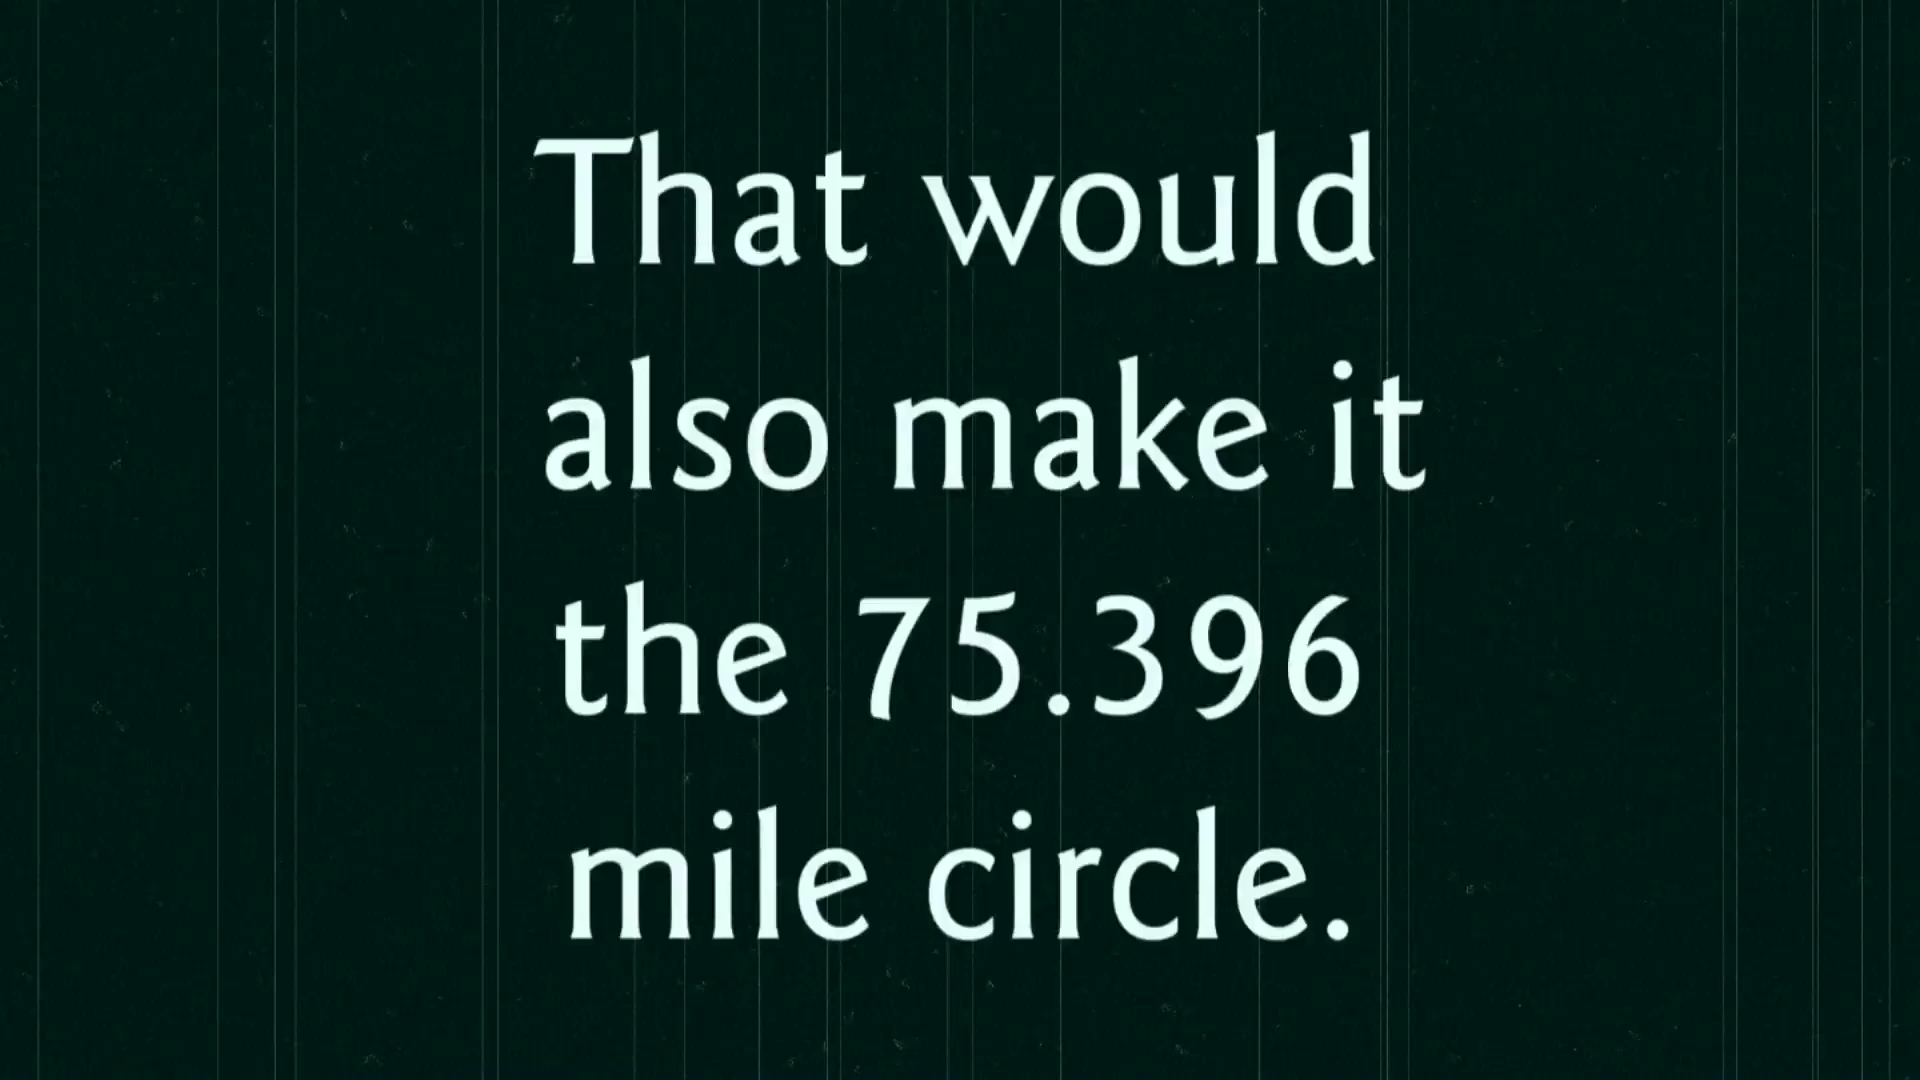 That would
also make it
the 75.396
mile circle.